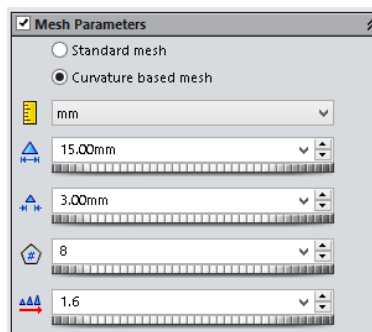 Mesh Parameters
Standard mesh
Curvature based mesh
mm
15.00mm
3.00mm
#
8
1.6